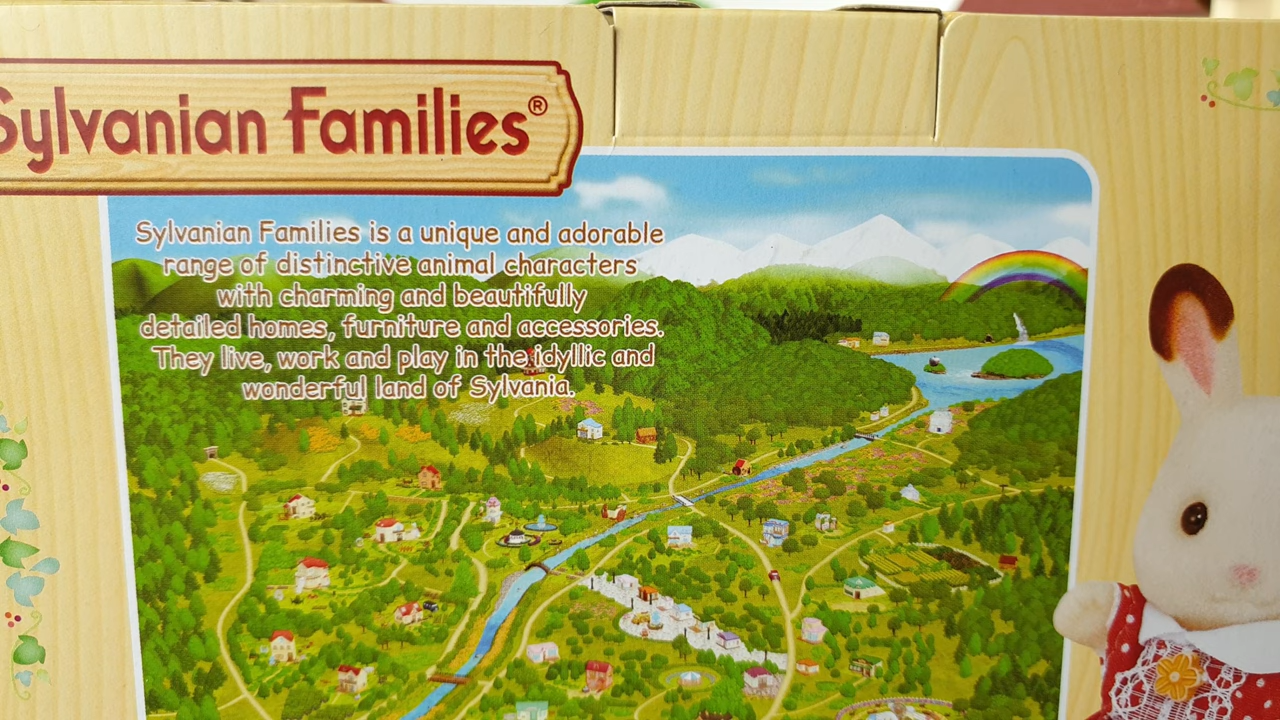 Sylvanian Families®
Sylvanian Families is a unique and adorable
range of distinctive animal characters
with charming and beautifully
detailed homes, furniture and accessories.
They live, work and play in the idyllic and
wonderful land of Sylvania.